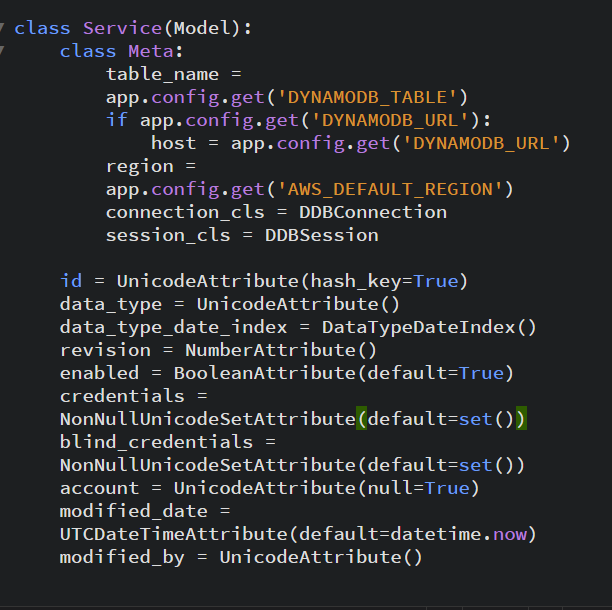 class Service(Model):
    class Meta:
        table_name =
        app.config.get('DYNAMODB_TABLE')
        if app.config.get('DYNAMODB_URL'):
            host = app.config.get('DYNAMODB_URL')
        region =
        app.config.get('AWS_DEFAULT_REGION')
        connection_cls = DDBConnection
        session_cls = DDBSession

    id = UnicodeAttribute(hash_key=True)
    data_type = UnicodeAttribute()
    data_type_date_index = DataTypeDateIndex()
    revision = NumberAttribute()
    enabled = BooleanAttribute(default=True)
    credentials =
    NonNullUnicodeSetAttribute(default=set())
    blind_credentials =
    NonNullUnicodeSetAttribute(default=set())
    account = UnicodeAttribute(null=True)
    modified_date =
    UTCDateTimeAttribute(default=datetime.now)
    modified_by = UnicodeAttribute()